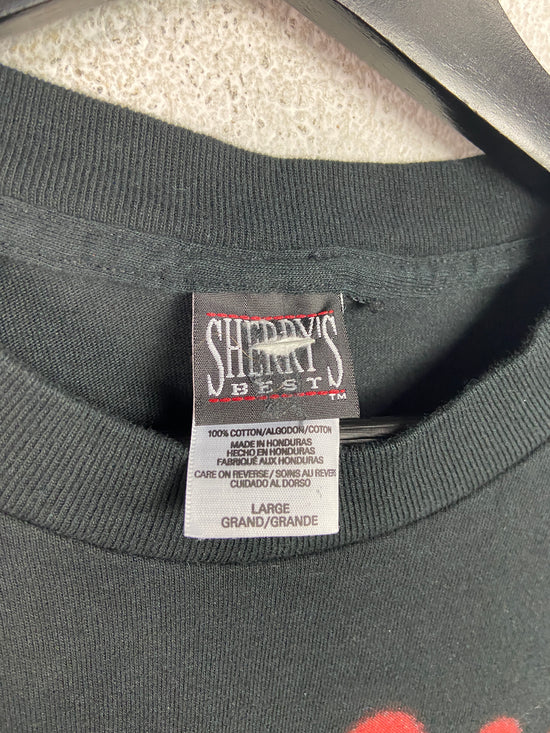 SHERRY'S
BEST
TM
100% COTTON/ALGODON/COTON
MADE IN HONDURAS
HECHO EN HONDURAS
FABRIQUÉ AUX HONDURAS
CARE ON REVERSE/SOINS AU REVER
CUIDADO AL DORSO
LARGE
GRAND/GRANDE